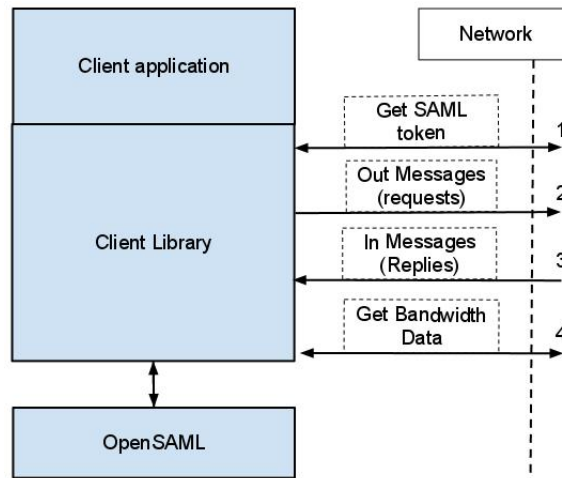 Client application
Network
Get SAML
token
1
Out Messages
(requests)
2
Client Library
In Messages
(Replies)
3
Get Bandwidth
Data
4
OpenSAML